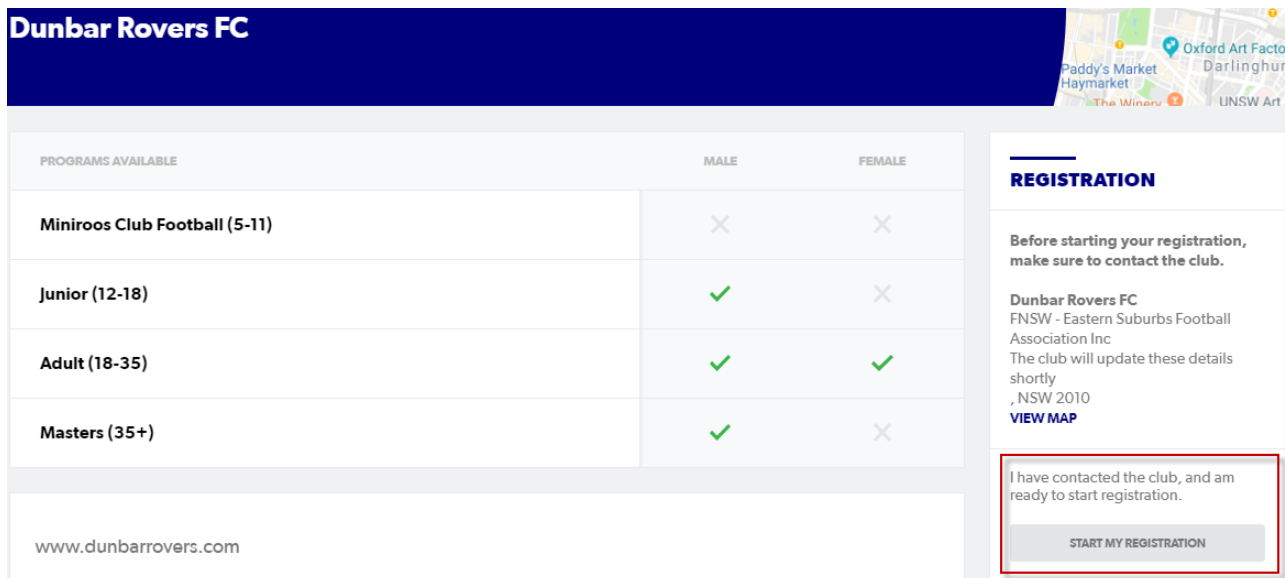 Dunbar Rovers FC
Oxford Art Facto
Darlinghur
Paddy's Market
Haymarket
The Winery
UNSW Art
PROGRAMS AVAILABLE MALE FEMALE
Miniroos Club Football (5-11)
Junior (12-18)
Adult (18-35)
Masters (35+)
www.dunbarrovers.com
REGISTRATION
Before starting your registration,
make sure to contact the club.
Dunbar Rovers FC
FNSW - Eastern Suburbs Football
Association Inc
The club will update these details
shortly
, NSW 2010
VIEW MAP
I have contacted the club, and am
ready to start registration.
START MY REGISTRATION